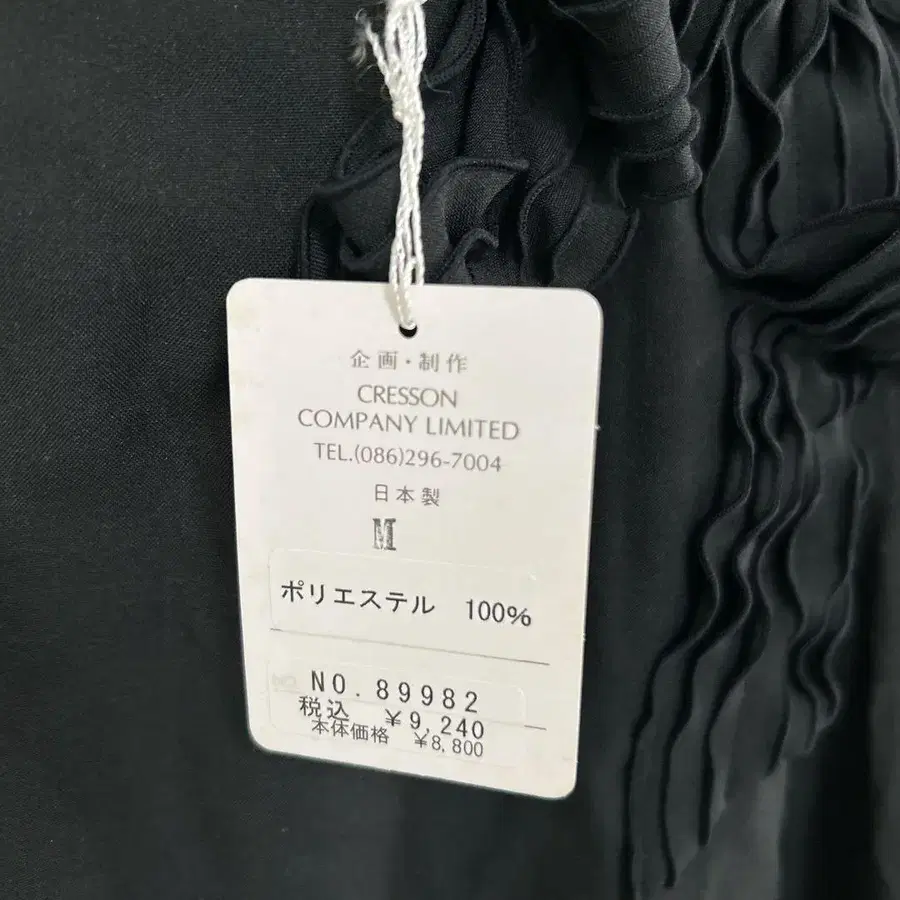 企画・制作
CRESSON
COMPANY LIMITED
TEL.(086)296-7004
日本製
M
ポリエステル 100%
NO. 89982
税込 ¥9,240
本体価格 ¥8,800